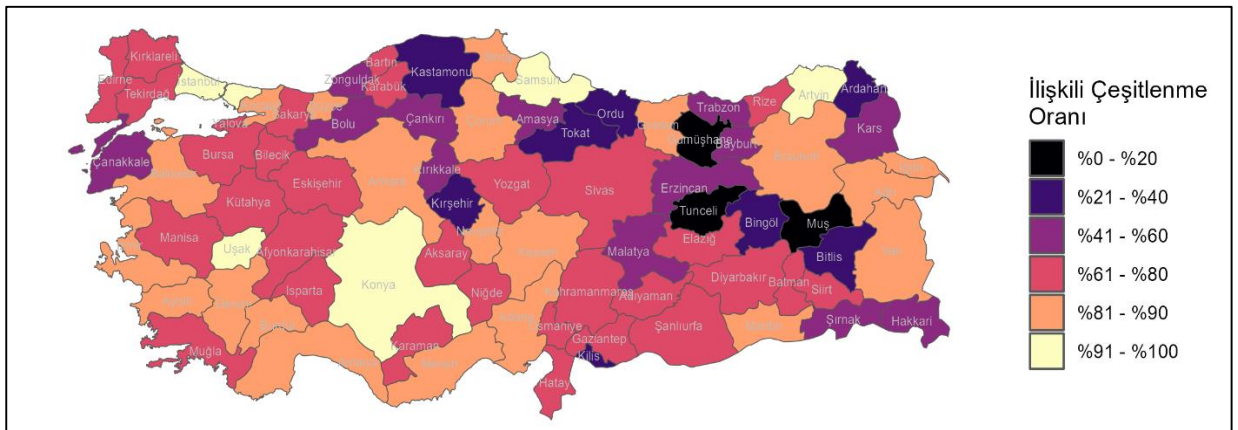 Kırklareli
Edirne
Tekirdağ
İstanbul
Yalova
Sakarya
Zonguldak
Bartın
Karabük
Kastamonu
Samsun
Bolu
Çankırı
Amasya
Tokat
Ordu
Trabzon
Gümüşhane
Bayburt
Rize
Artvin
Ardahan
Kars
Çanakkale
Bursa
Bilecik
Eskişehir
Kütahya
Ankara
Kırıkkale
Kırşehir
Yozgat
Sivas
Erzincan
Tunceli
Bingöl
Muş
Bitlis
Elazığ
Malatya
Manisa
Uşak
Afyonkarahisar
Isparta
Konya
Aksaray
Niğde
Karaman
Muğla
Kahramanmaraş
Adıyaman
Osmaniye
Gaziantep
Kilis
Hatay
Şanlıurfa
Diyarbakır
Batman
Siirt
Mardin
Şırnak
Hakkari
İlişkili Çeşitlenme
Oranı
%0 - %20
%21 - %40
%41 - %60
%61 - %80
%81 - %90
%91 - %100